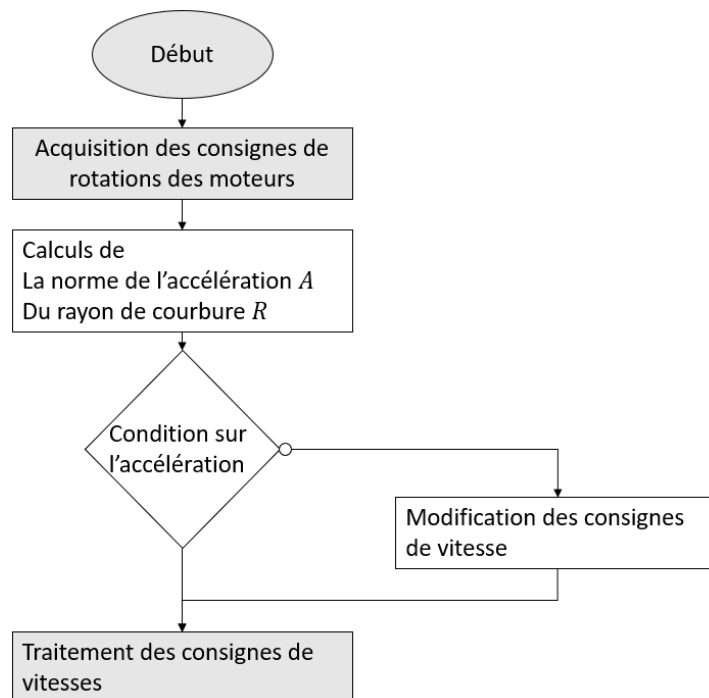 Début
Acquisition des consignes de
rotations des moteurs
Calculs de
La norme de l’accélération A
Du rayon de courbure R
Condition sur
l’accélération
Modification des consignes
de vitesse
Traitement des consignes de
vitesses